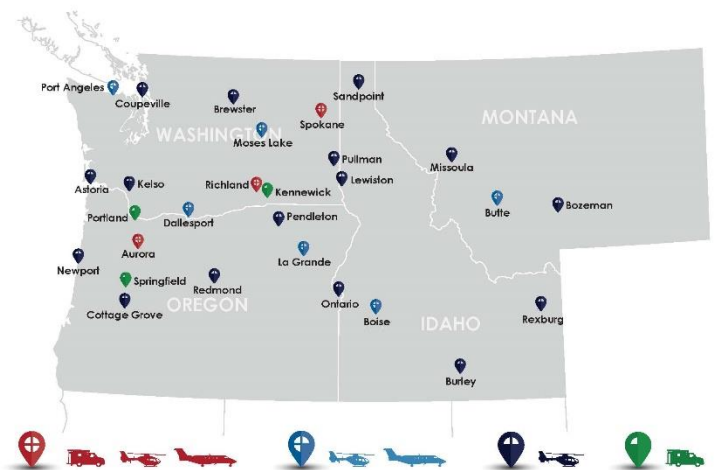 Port Angeles
Coupeville
Brewster
Sandpoint
Spokane
WASHINGTON
MONTANA
Moses Lake
Pullman
Missoula
Astoria
Kelso
Richland
Kennewick
Lewiston
Portland
Dallesport
Pendleton
Butte
Bozeman
Aurora
La Grande
Newport
Springfield
Redmond
OREGON
Cottage Grove
Ontario
Boise
IDAHO
Rexburg
Burley